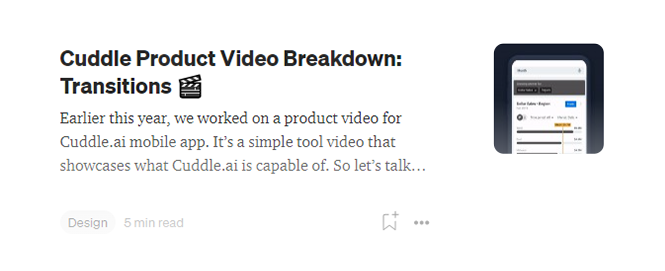 Cuddle Product Video Breakdown:
Transitions 🎬
Earlier this year, we worked on a product video for
Cuddle.ai mobile app. It’s a simple tool video that
showcases what Cuddle.ai is capable of. So let’s talk…
Design 5 min read